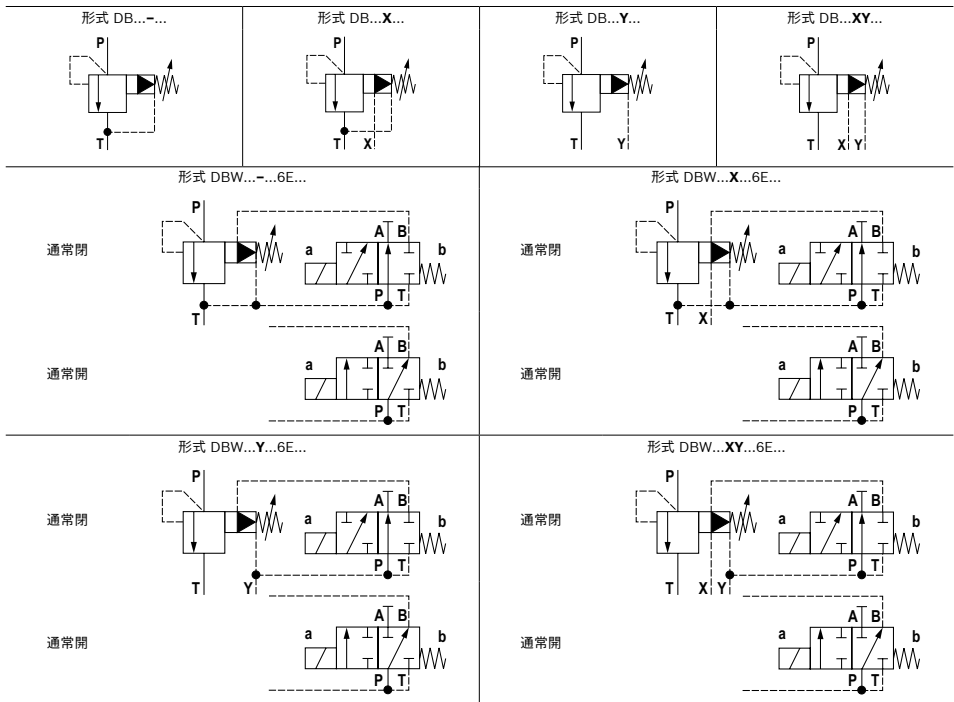 形式 DB...–...
P
T
形式 DB...X...
P
T X
形式 DB...Y...
P
T Y
形式 DB...XY...
P
T X Y
形式 DBW...–...6E...
通常閉
P
T
a A B b
P T
通常開
a A B b
P T
形式 DBW...X...6E...
通常閉
P
T X
a A B b
P T
通常開
a A B b
P T
形式 DBW...Y...6E...
通常閉
P
T Y
a A B b
P T
通常開
a A B b
P T
形式 DBW...XY...6E...
通常閉
P
T X Y
a A B b
P T
通常開
a A B b
P T